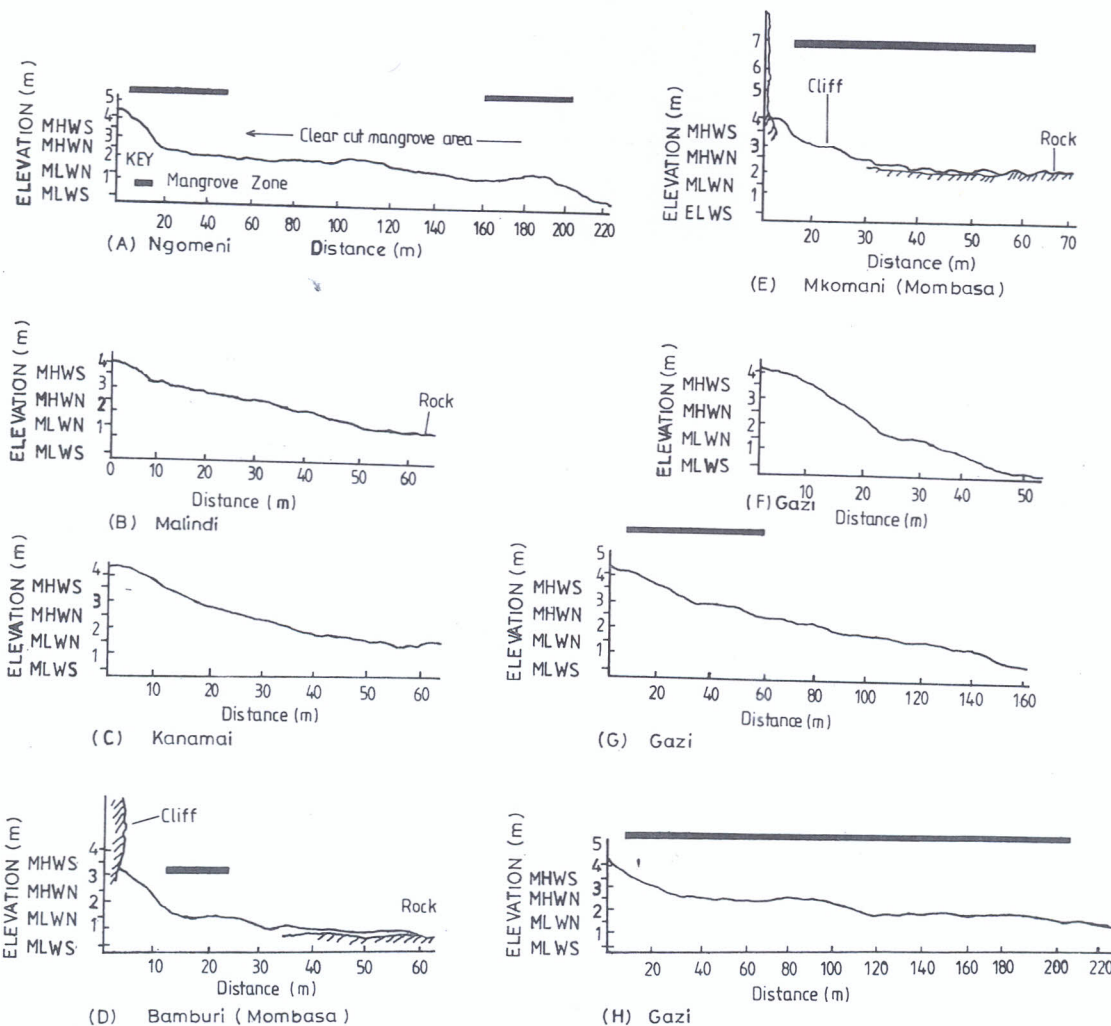 ELEVATION (m)
5
4
MHWS
3
MHWN
2
MLWN
1
MLWS
KEY
Mangrove Zone
Clear cut mangrove area
20 40 60 80 100 120 140 160 180 200 220
(A) Ngomeni Distance (m)
ELEVATION (m)
7
6
5
4
MHWS
3
MHWN
2
MLWN
1
ELWS
Cliff
Rock
20 30 40 50 60 70
Distance (m)
(E) Mkomani (Mombasa)
ELEVATION (m)
4
MHWS
3
MHWN
2
MLWN
1
MLWS
Rock
0 10 20 30 40 50 60
Distance (m)
(B) Malindi
ELEVATION (m)
4
MHWS
3
MHWN
2
MLWN
1
MLWS
10 20 30 40 50
(F) Gazi Distance (m)
ELEVATION (m)
4
MHWS
3
MHWN
2
MLWN
1
MLWS
10 20 30 40 50 60
Distance (m)
(C) Kanamai
ELEVATION (m)
5
4
MHWS
3
MHWN
2
MLWN
1
MLWS
20 40 60 80 100 120 140 160
Distance (m)
(G) Gazi
ELEVATION (m)
Cliff
4
MHWS
3
MHWN
2
MLWN
1
MLWS
Rock
10 20 30 40 50 60
Distance (m)
(D) Bamburi (Mombasa)
ELEVATION (m)
5
4
MHWS
3
MHWN
2
MLWN
1
MLWS
20 40 60 80 100 120 140 160 200 220
Distance (m)
(H) Gazi